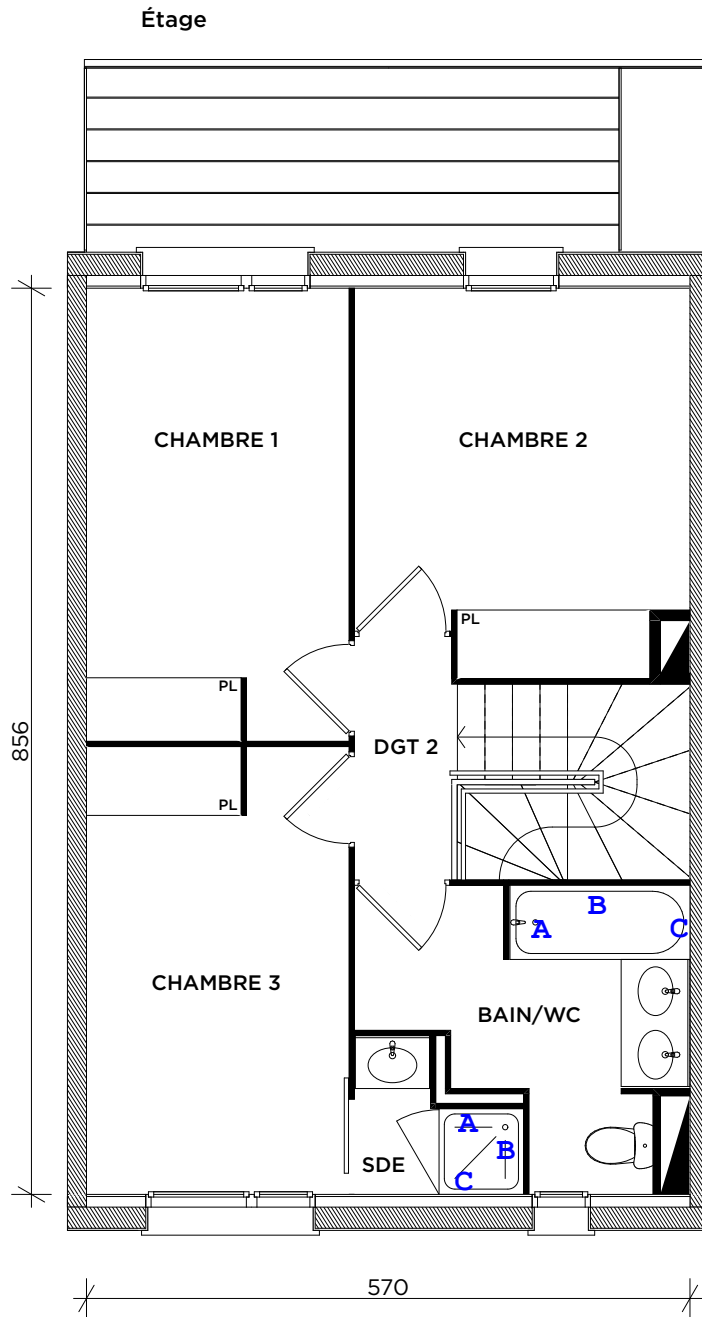 Étage
CHAMBRE 1
CHAMBRE 2
PL
PL
DGT 2
856
PL
B
A
C
CHAMBRE 3
BAIN/WC
A
B
SDE
C
570